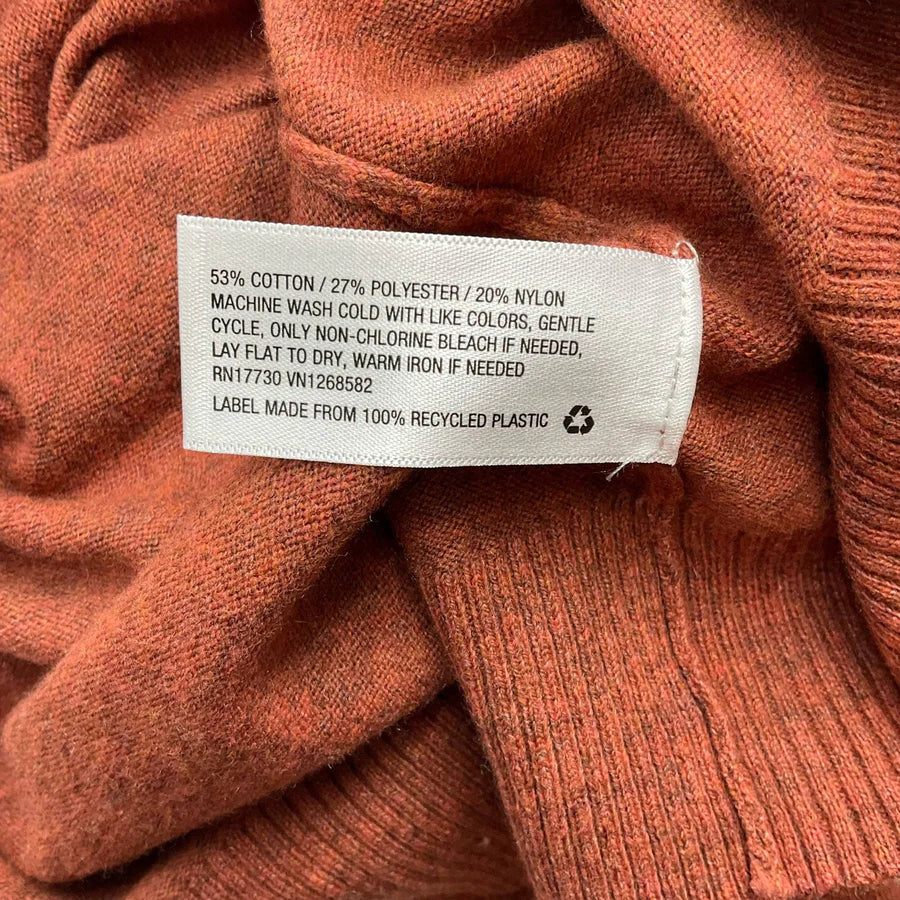 53% COTTON / 27% POLYESTER / 20% NYLON
MACHINE WASH COLD WITH LIKE COLORS, GENTLE
CYCLE, ONLY NON-CHLORINE BLEACH IF NEEDED,
LAY FLAT TO DRY, WARM IRON IF NEEDED
RN17730 VN1268582
LABEL MADE FROM 100% RECYCLED PLASTIC